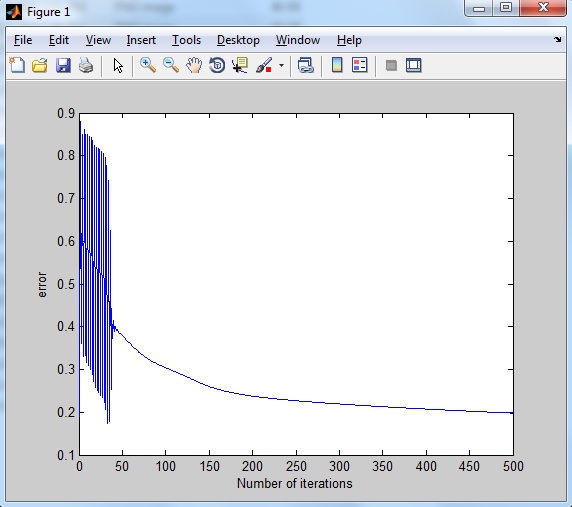 Figure 1
File Edit View Insert Tools Desktop Window Help
0.9
0.8
0.7
0.6
0.5
0.4
0.3
0.2
0.1
error
0 50 100 150 200 250 300 350 400 450 500
Number of iterations